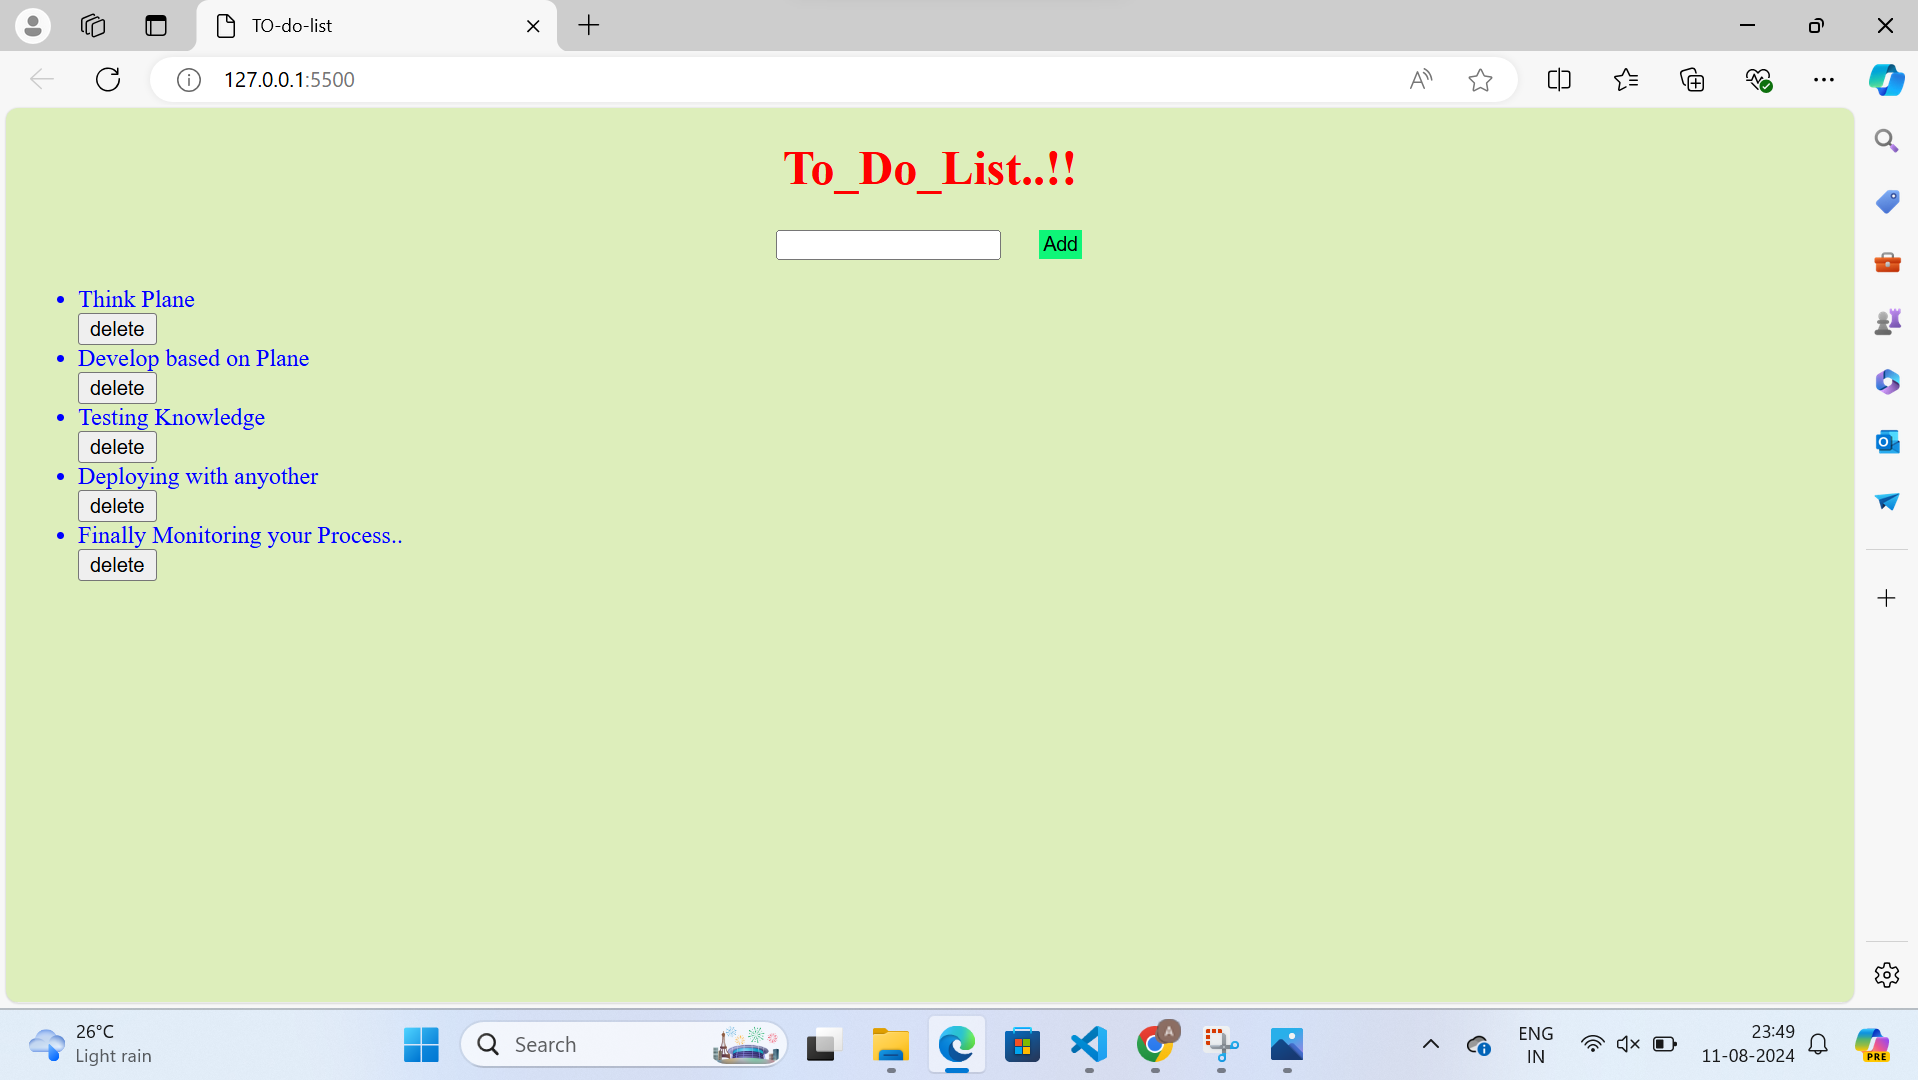 TO-do-list
127.0.0.1:5500
To_Do_List..!!
Add
Think Plane
delete
Develop based on Plane
delete
Testing Knowledge
delete
Deploying with anyother
delete
Finally Monitoring your Process..
delete
26°C
Light rain
Search
A
ENG
IN
23:49
11-08-2024
PRE